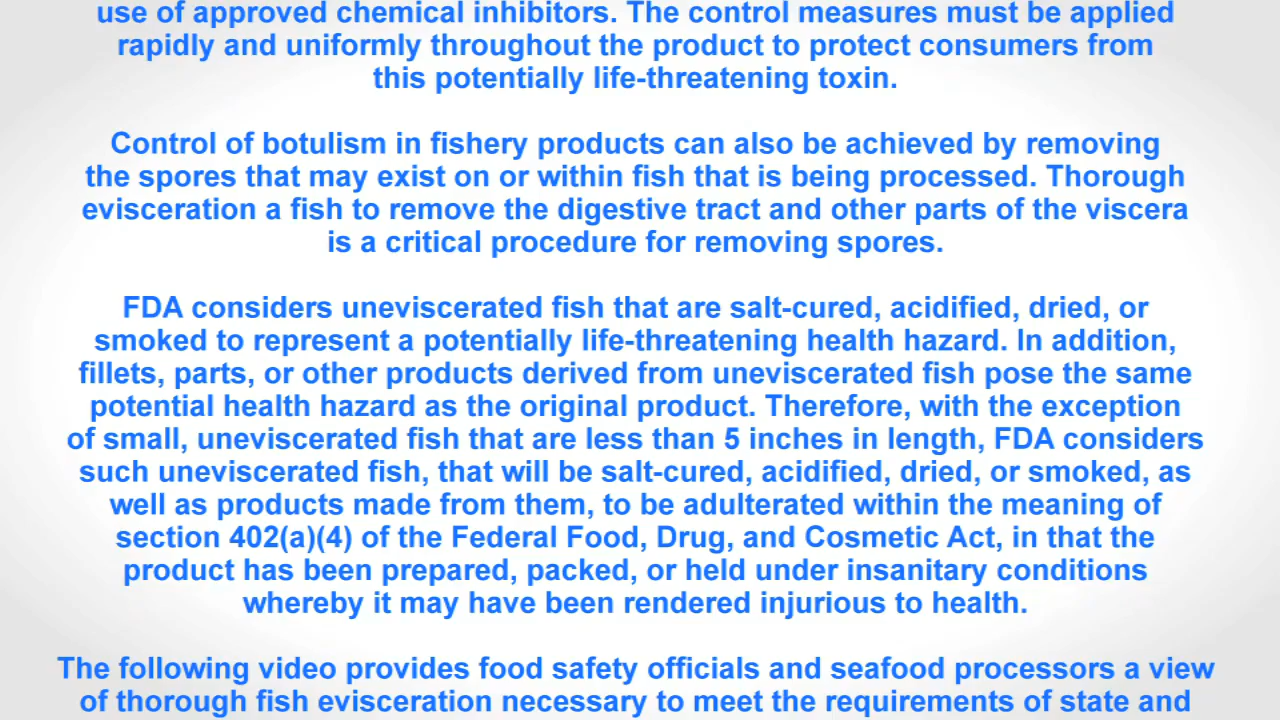 use of approved chemical inhibitors. The control measures must be applied
rapidly and uniformly throughout the product to protect consumers from
this potentially life-threatening toxin.
Control of botulism in fishery products can also be achieved by removing
the spores that may exist on or within fish that is being processed. Thorough
evisceration a fish to remove the digestive tract and other parts of the viscera
is a critical procedure for removing spores.
FDA considers uneviscerated fish that are salt-cured, acidified, dried, or
smoked to represent a potentially life-threatening health hazard. In addition,
fillets, parts, or other products derived from uneviscerated fish pose the same
potential health hazard as the original product. Therefore, with the exception
of small, uneviscerated fish that are less than 5 inches in length, FDA considers
such uneviscerated fish, that will be salt-cured, acidified, dried, or smoked, as
well as products made from them, to be adulterated within the meaning of
section 402(a)(4) of the Federal Food, Drug, and Cosmetic Act, in that the
product has been prepared, packed, or held under insanitary conditions
whereby it may have been rendered injurious to health.
The following video provides food safety officials and seafood processors a view
of thorough fish evisceration necessary to meet the requirements of state and